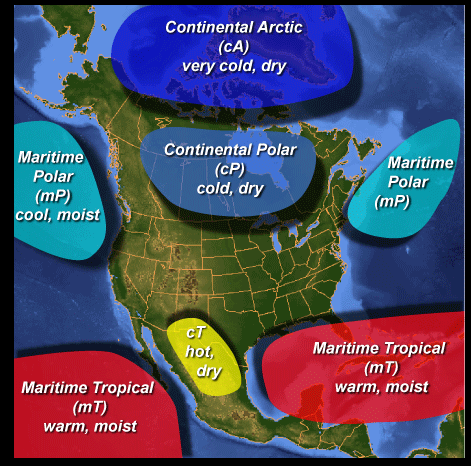 Continental Arctic
(cA)
very cold, dry
Continental Polar
(cP)
cold, dry
Maritime
Polar
(mP)
cool, moist
Maritime
Polar
(mP)
cT
hot,
dry
Maritime Tropical
(mT)
warm, moist
Maritime Tropical
(mT)
warm, moist